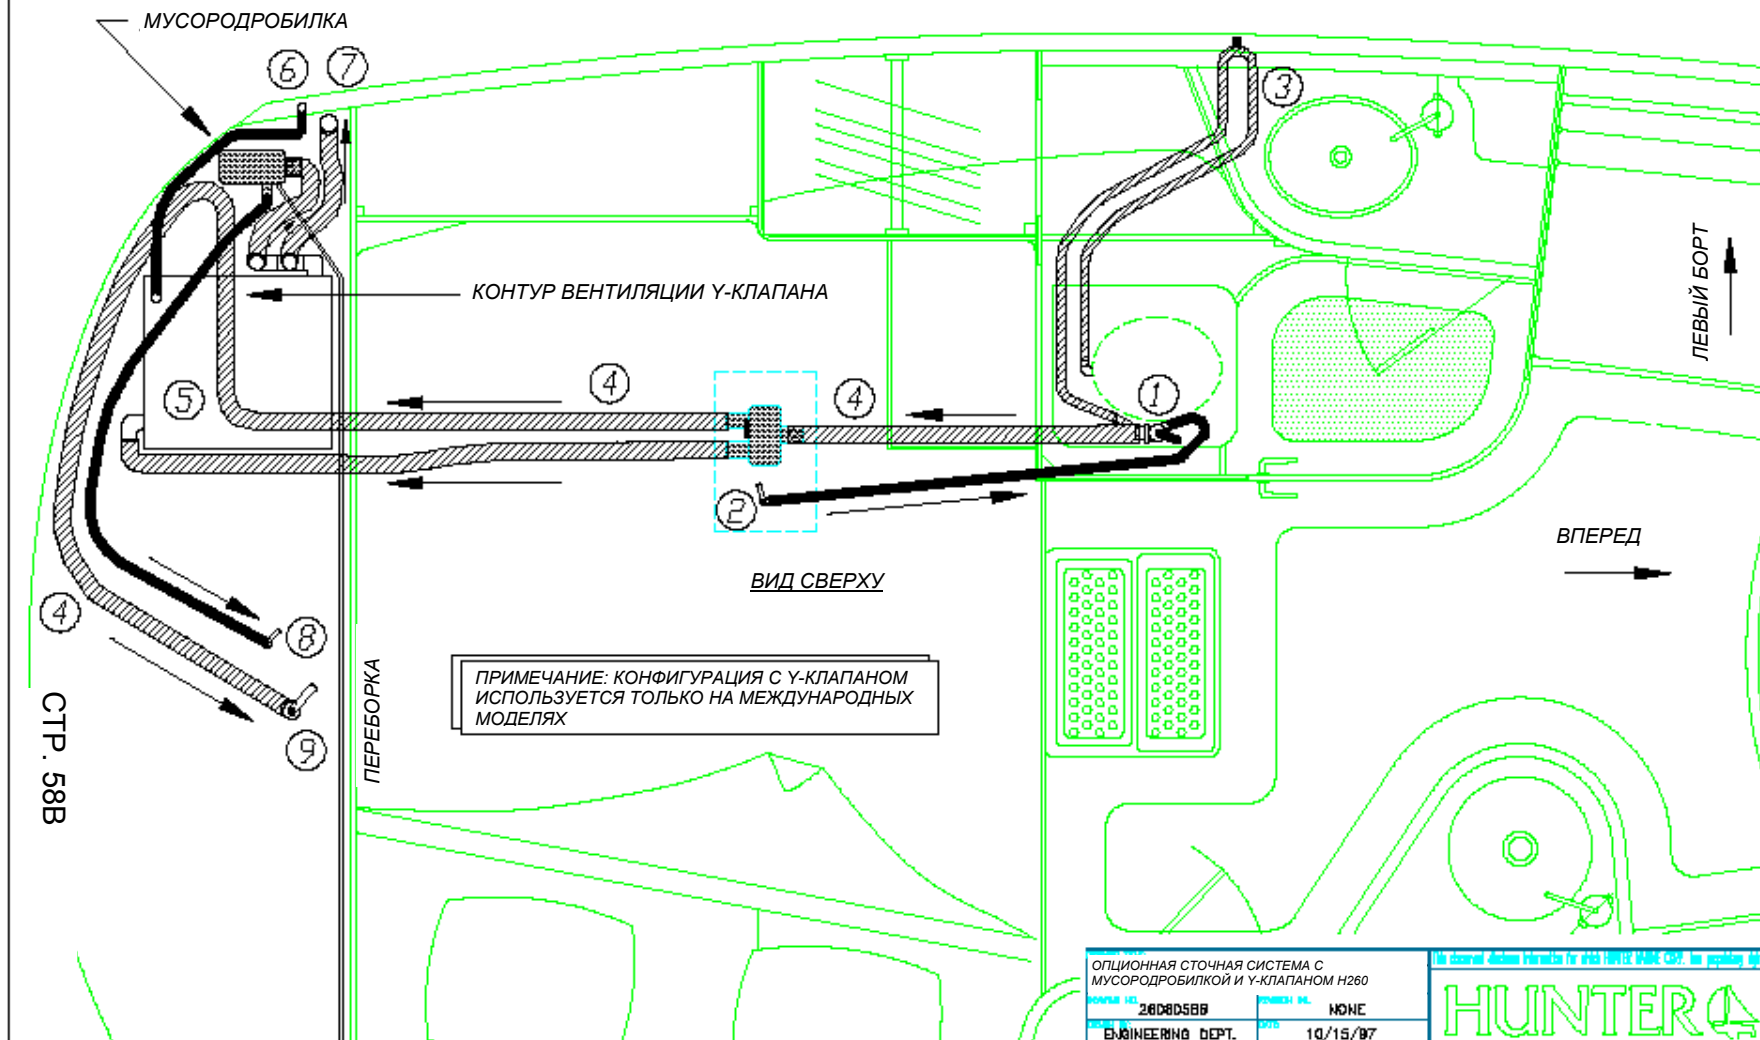 МУСОРОДРОБИЛКА
6
7
3
КОНТУР ВЕНТИЛЯЦИИ Y-КЛАПАНА
ЛЕВЫЙ БОРТ
5
4
4
1
2
ВПЕРЕД
ВИД СВЕРХУ
4
8
9
ПЕРЕБОРКА
СТР. 58B
ПРИМЕЧАНИЕ: КОНФИГУРАЦИЯ С Y-КЛАПАНОМ
ИСПОЛЬЗУЕТСЯ ТОЛЬКО НА МЕЖДУНАРОДНЫХ
МОДЕЛЯХ
ОПЦИОННАЯ СТОЧНАЯ СИСТЕМА С
МУСОРОДРОБИЛКОЙ И Y-КЛАПАНОМ H260
NONE
ENGINEERING DEPT.
10/15/97
HUNTER